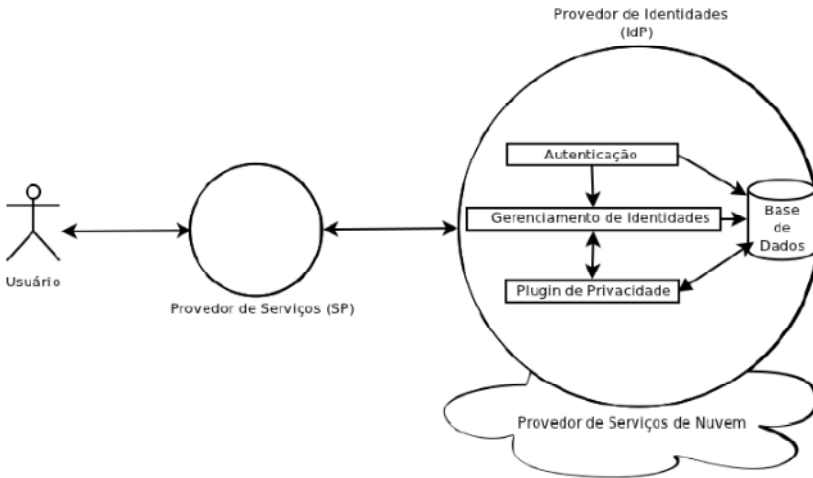 Provedor de Identidades
(IdP)
Autenticação
Gerenciamento de Identidades
Base
de
Dados
Plugin de Privacidade
Usuário
Provedor de Serviços (SP)
Provedor de Serviços de Nuvem